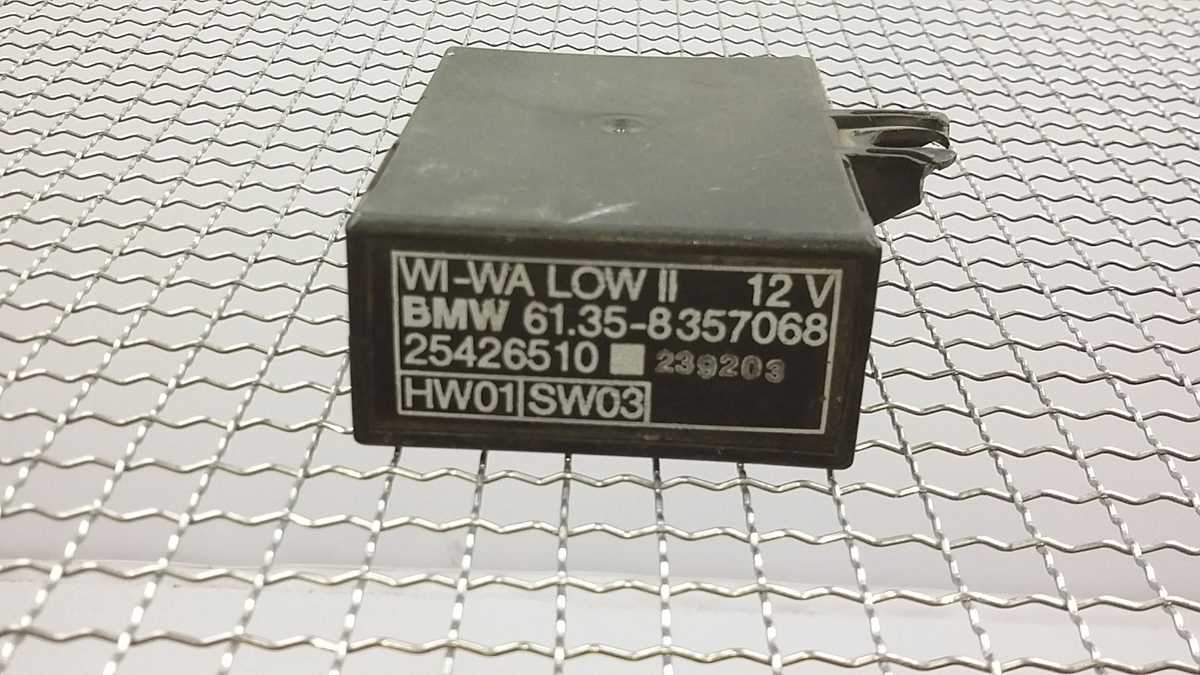 WI-WA LOW II 12 V
BMW 61.35-8357068
25426510 239203
HW01 SW03